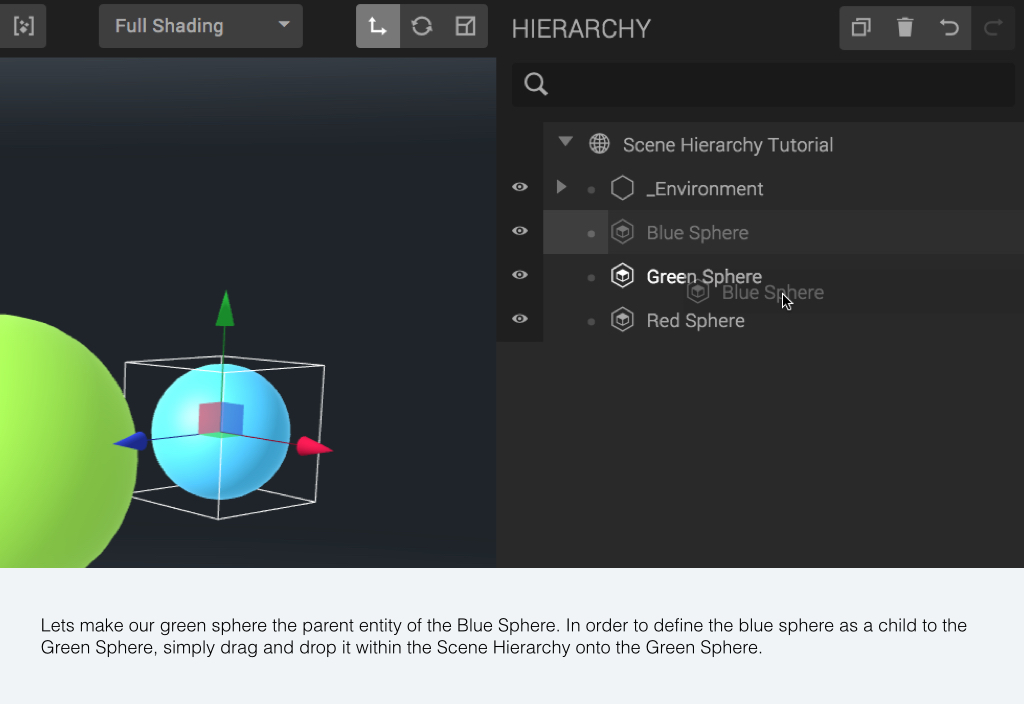 Full Shading
HIERARCHY
Scene Hierarchy Tutorial
_Environment
Blue Sphere
Green Sphere
Blue Sphere
Red Sphere
Lets make our green sphere the parent entity of the Blue Sphere. In order to define the blue sphere as a child to the
Green Sphere, simply drag and drop it within the Scene Hierarchy onto the Green Sphere.